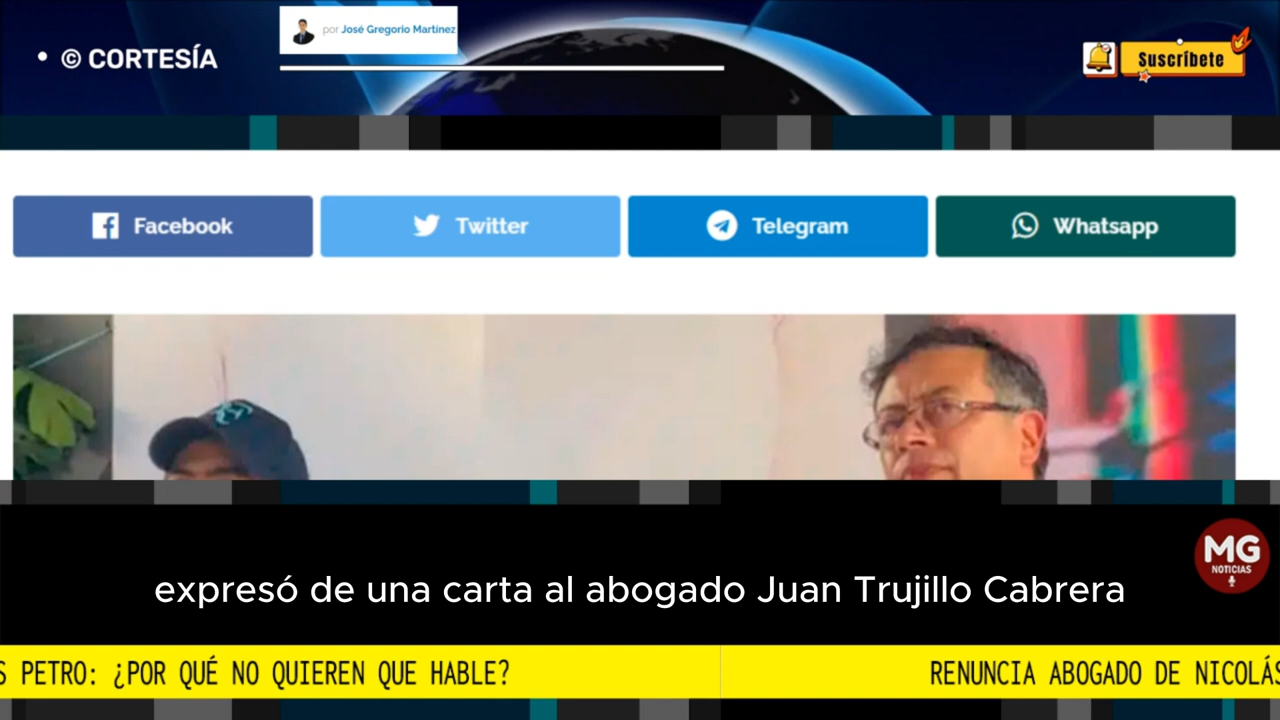 • © CORTESÍA
por José Gregorio Martínez
Suscríbete
Facebook
Twitter
Telegram
Whatsapp
expresó de una carta al abogado Juan Trujillo Cabrera
MG
NOTICIAS
S PETRO: ¿POR QUÉ NO QUIEREN QUE HABLE?
RENUNCIA ABOGADO DE NICOLÁS